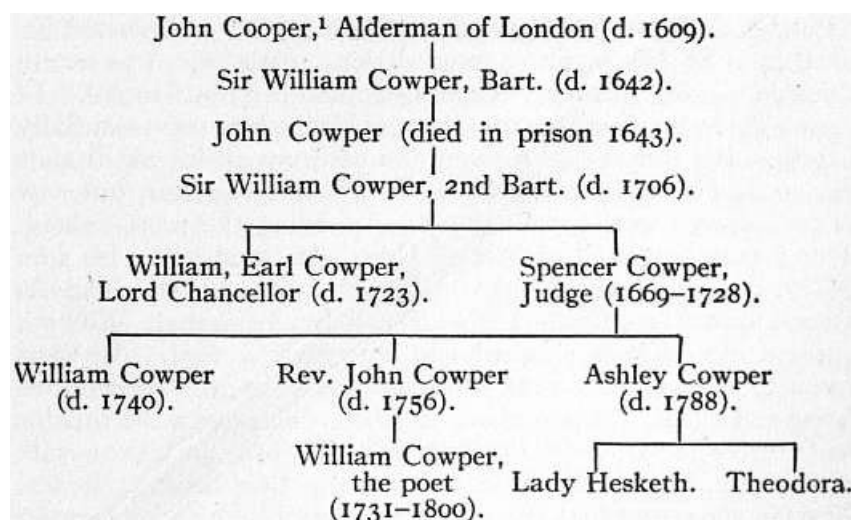 John Cooper,¹ Alderman of London (d. 1609).
Sir William Cowper, Bart. (d. 1642).
John Cowper (died in prison 1643).
Sir William Cowper, 2nd Bart. (d. 1706).
William, Earl Cowper,
Lord Chancellor (d. 1723).
Spencer Cowper,
Judge (1669–1728).
William Cowper
(d. 1740).
Rev. John Cowper
(d. 1756).
Ashley Cowper
(d. 1788).
William Cowper,
the poet
(1731–1800).
Lady Hesketh.
Theodora.